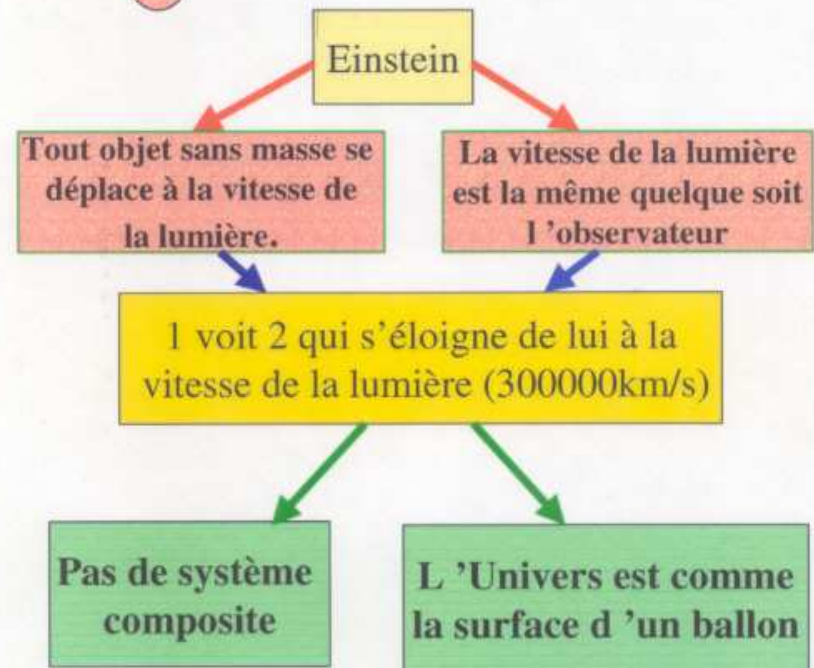 Einstein
Tout objet sans masse se
déplace à la vitesse de
la lumière.
La vitesse de la lumière
est la même quelque soit
l ’observateur
1 voit 2 qui s’éloigne de lui à la
vitesse de la lumière (300000km/s)
Pas de système
composite
L ’Univers est comme
la surface d ’un ballon